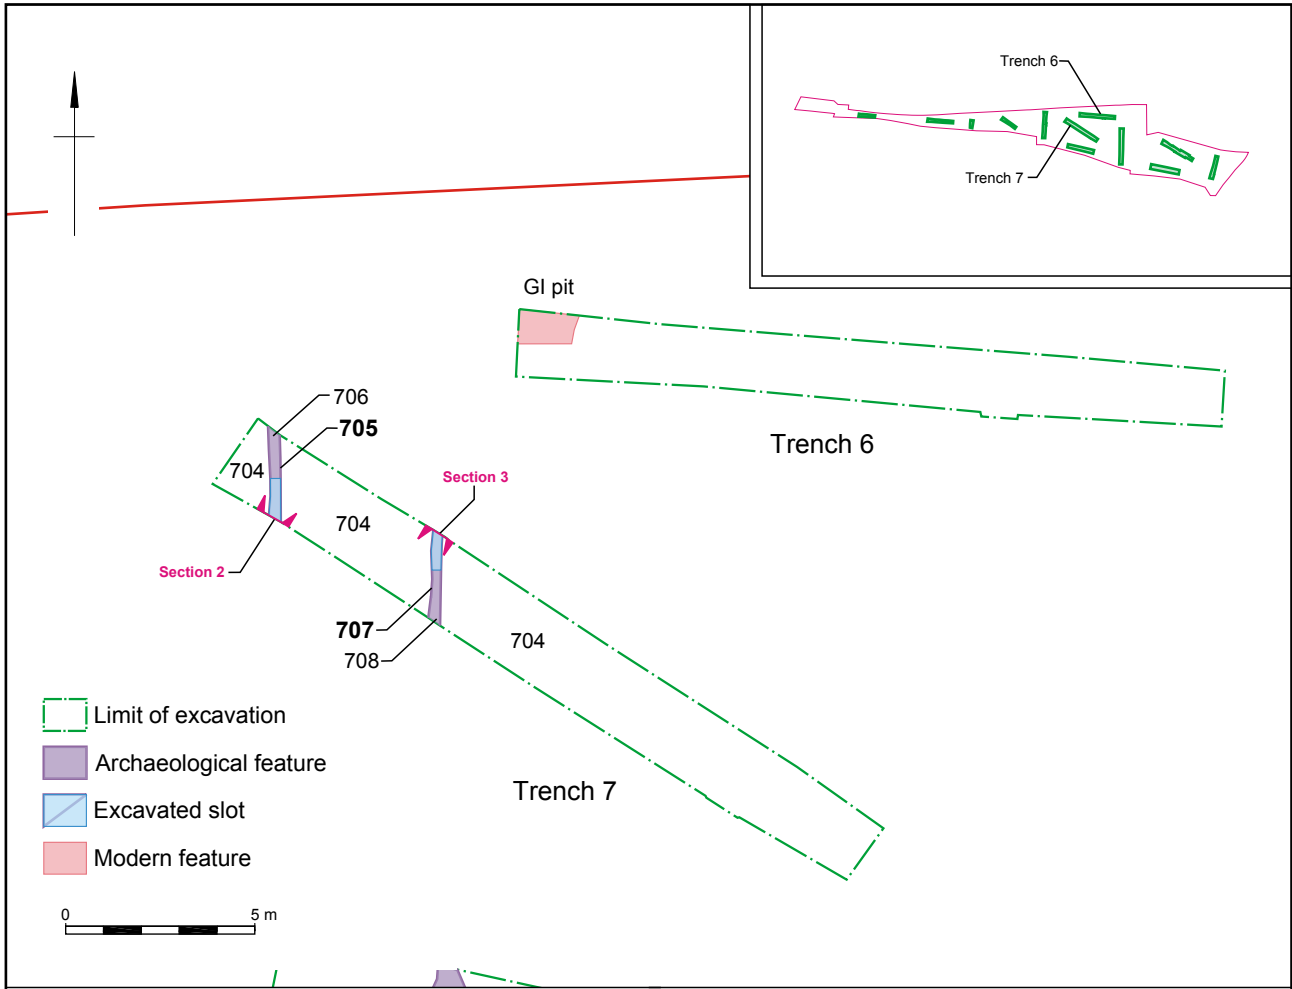 Trench 6
Trench 7
GI pit
Trench 6
706
705
704
Section 3
704
Section 2
707
708
704
Trench 7
Limit of excavation
Archaeological feature
Excavated slot
Modern feature
0 5 m